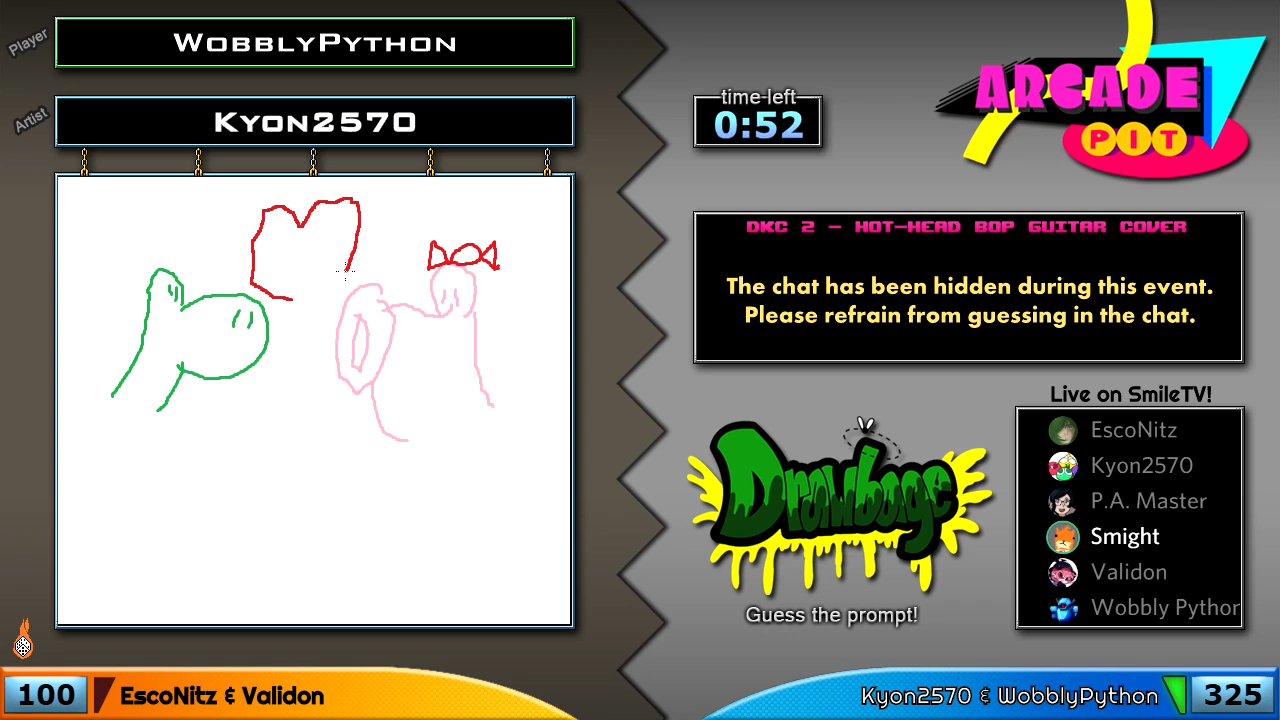 Player
WobblyPython
Artist
Kyon2570
time left
0:52
ARCADE
PIT
DKC 2 - HOT-HEAD BOP GUITAR COVER
The chat has been hidden during this event.
Please refrain from guessing in the chat.
Drawbage
Guess the prompt!
Live on SmileTV!
EscoNitz
Kyon2570
P.A. Master
Smight
Validon
Wobbly Python
100
EscoNitz & Validon
Kyon2570 & WobblyPython
325